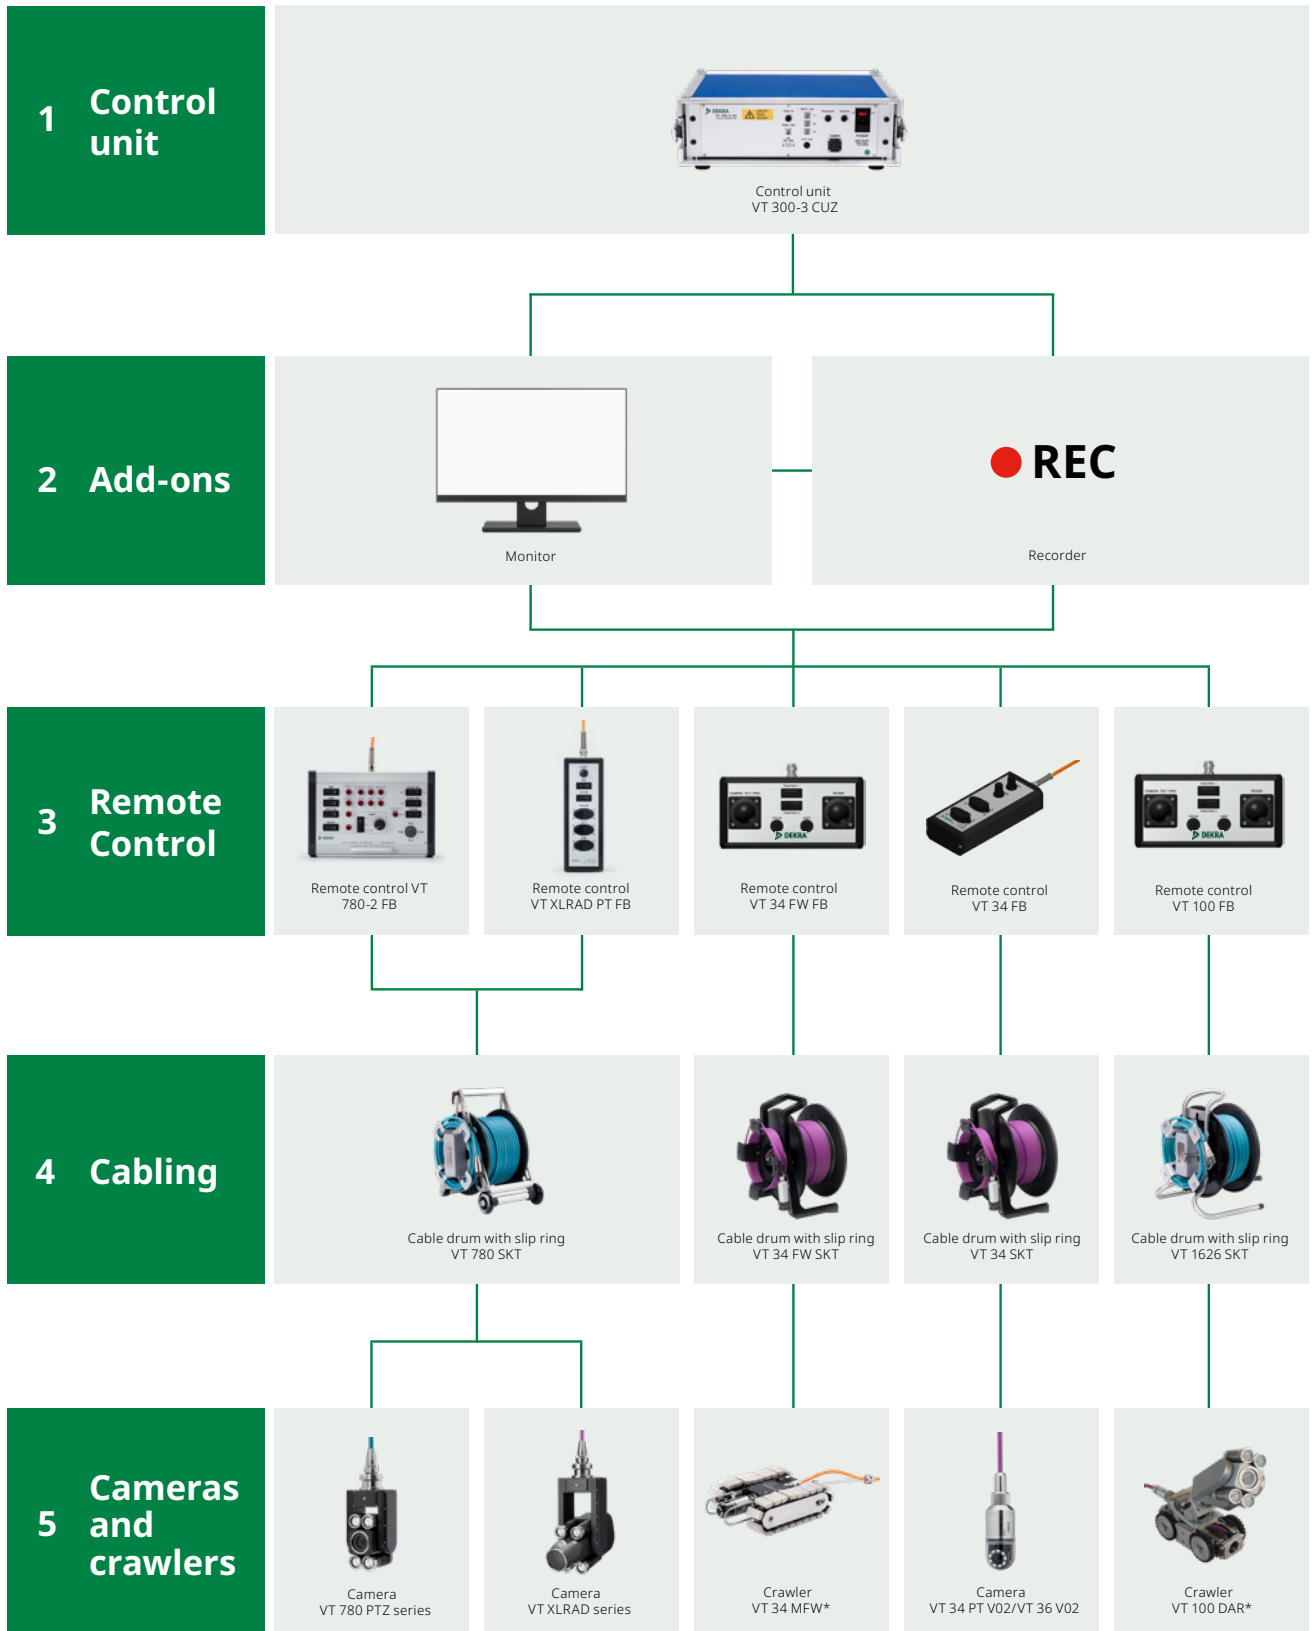 1 Control
unit
DEKRA
Control unit
VT 300-3 CUZ
2 Add-ons
REC
Monitor
Recorder
3 Remote
Control
DEKRA
DEKRA
Remote control VT
780-2 FB
Remote control
VT XLRAD PT FB
Remote control
VT 34 FW FB
Remote control
VT 34 FB
Remote control
VT 100 FB
4 Cabling
Cable drum with slip ring
VT 780 SKT
Cable drum with slip ring
VT 34 FW SKT
Cable drum with slip ring
VT 34 SKT
Cable drum with slip ring
VT 1626 SKT
5 Cameras
and
crawlers
Camera
VT 780 PTZ series
Camera
VT XLRAD series
Crawler
VT 34 MFW*
Camera
VT 34 PT V02/VT 36 V02
Crawler
VT 100 DAR*